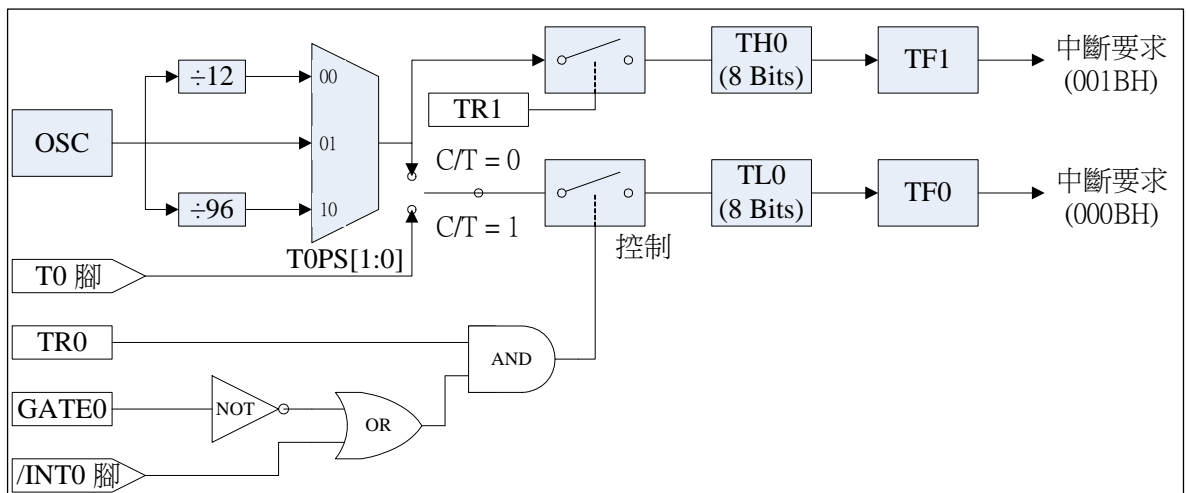 ÷12
00
OSC
01
÷96
10
T0PS[1:0]
T0 腳
TR0
GATE0
/INT0 腳
NOT
OR
AND
TR1
C/T = 0
C/T = 1
控制
TH0
(8 Bits)
TF1
中斷要求
(001BH)
TL0
(8 Bits)
TF0
中斷要求
(000BH)